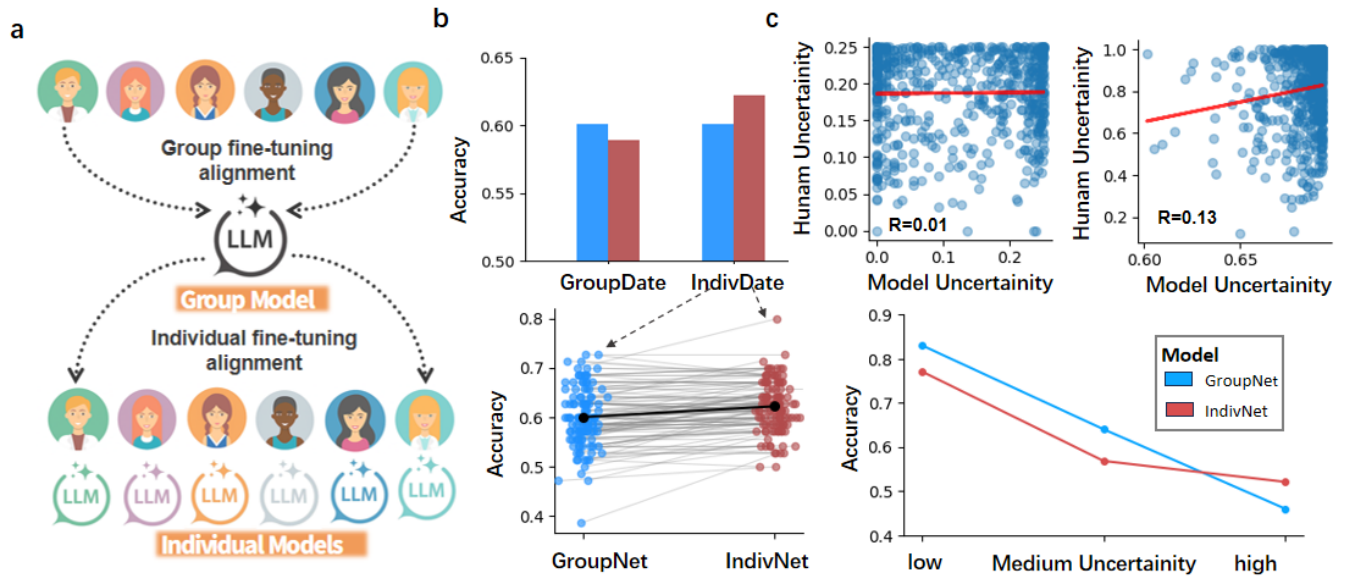 a
Group fine-tuning
alignment
LLM
Group Model
Individual fine-tuning
alignment
LLM
LLM
LLM
LLM
LLM
LLM
Individual Models
b
0.65
0.60
0.55
0.50
Accuracy
GroupDate
IndivDate
0.8
0.7
0.6
0.5
0.4
Accuracy
GroupNet
IndivNet
c
0.25
0.20
0.15
0.10
0.05
0.00
Hunam Uncertainity
R=0.01
0.0
0.2
Model Uncertainity
1.0
0.8
0.6
0.4
0.2
Hunam Uncertainity
R=0.13
0.60
0.65
Model Uncertainity
0.9
0.8
0.7
0.6
0.5
0.4
Accuracy
Model
GroupNet
IndivNet
low
Medium Uncertainity
high